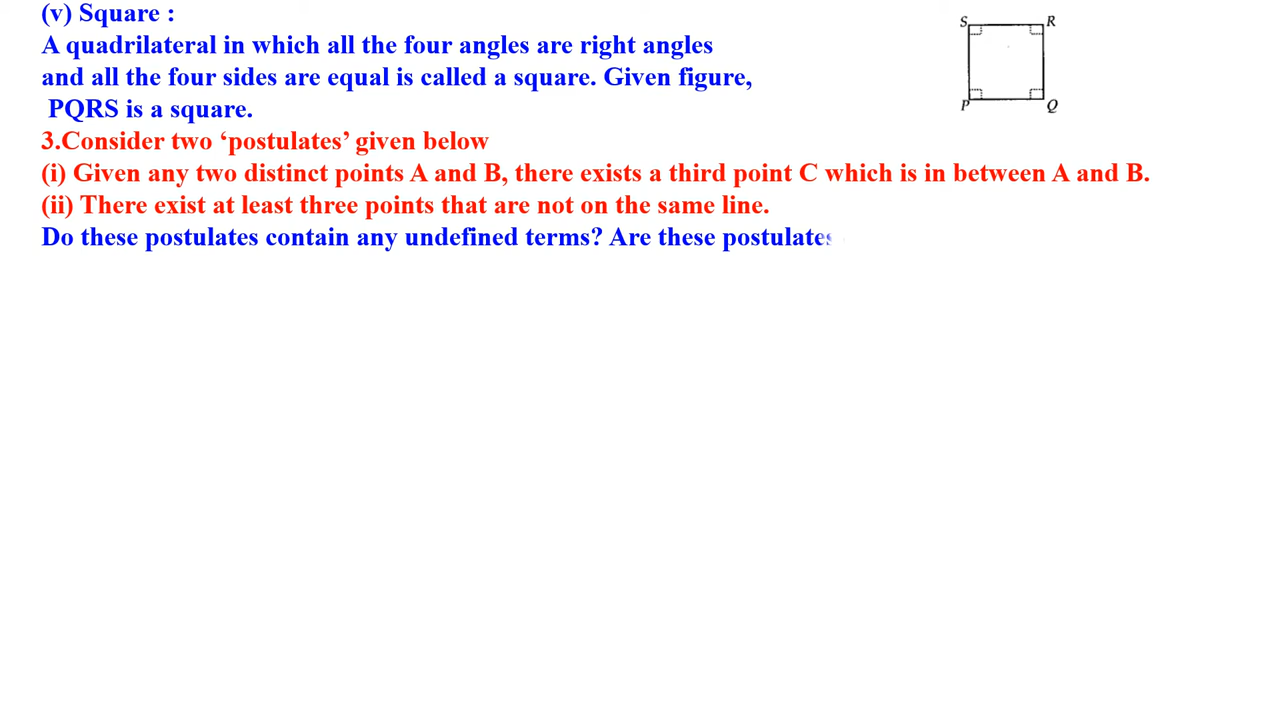 (v) Square :
A quadrilateral in which all the four angles are right angles
and all the four sides are equal is called a square. Given figure,
PQRS is a square.
S R
P Q
3.Consider two ‘postulates’ given below
(i) Given any two distinct points A and B, there exists a third point C which is in between A and B.
(ii) There exist at least three points that are not on the same line.
Do these postulates contain any undefined terms? Are these postulates